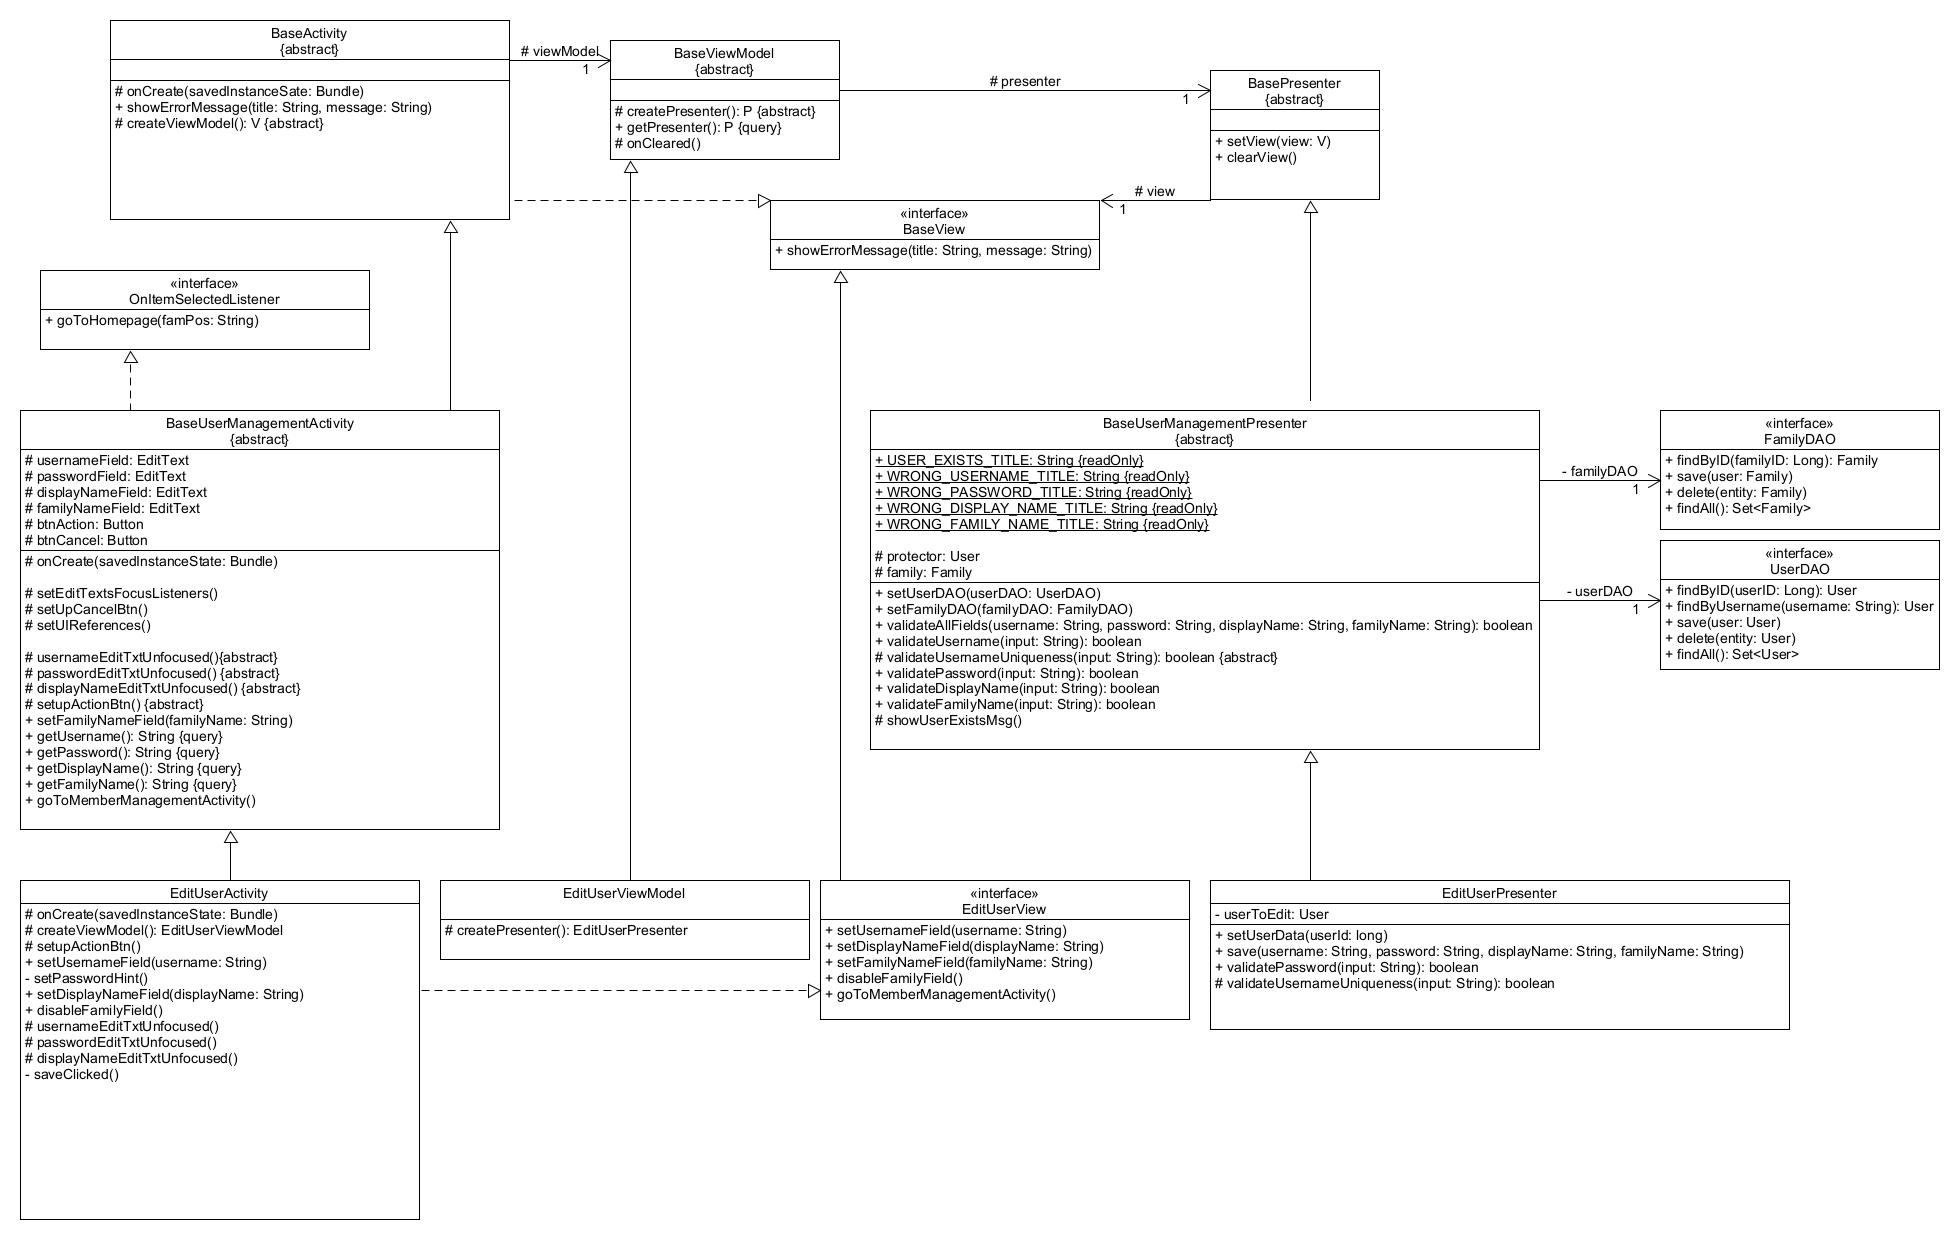 BaseActivity
{abstract}
# onCreate(savedInstanceSate: Bundle)
+ showErrorMessage(title: String, message: String)
# createViewModel(): V {abstract}
# viewModel
1
BaseViewModel
{abstract}
# createPresenter(): P {abstract}
+ getPresenter(): P {query}
# onCleared()
# presenter
1
BasePresenter
{abstract}
+ setView(view: V)
+ clearView()
# view
1
«interface»
BaseView
+ showErrorMessage(title: String, message: String)
«interface»
OnItemSelectedListener
+ goToHomepage(famPos: String)
BaseUserManagementActivity
{abstract}
# usernameField: EditText
# passwordField: EditText
# displayNameField: EditText
# familyNameField: EditText
# btnAction: Button
# btnCancel: Button
# onCreate(savedInstanceState: Bundle)
# setEditTextsFocusListeners()
# setUpCancelBtn()
# setUIReferences()
# usernameEditTxtUnfocused(){abstract}
# passwordEditTxtUnfocused() {abstract}
# displayNameEditTxtUnfocused() {abstract}
# setupActionBtn() {abstract}
+ setFamilyNameField(familyName: String)
+ getUsername(): String {query}
+ getPassword(): String {query}
+ getDisplayName(): String {query}
+ getFamilyName(): String {query}
+ goToMemberManagementActivity()
BaseUserManagementPresenter
{abstract}
+ USER_EXISTS_TITLE: String {readOnly}
+ WRONG_USERNAME_TITLE: String {readOnly}
+ WRONG_PASSWORD_TITLE: String {readOnly}
+ WRONG_DISPLAY_NAME_TITLE: String {readOnly}
+ WRONG_FAMILY_NAME_TITLE: String {readOnly}
# protector: User
# family: Family
+ setUserDAO(userDAO: UserDAO)
+ setFamilyDAO(familyDAO: FamilyDAO)
+ validateAllFields(username: String, password: String, displayName: String, familyName: String): boolean
+ validateUsername(input: String): boolean
# validateUsernameUniqueness(input: String): boolean {abstract}
+ validatePassword(input: String): boolean
+ validateDisplayName(input: String): boolean
+ validateFamilyName(input: String): boolean
# showUserExistsMsg()
- familyDAO
1
«interface»
FamilyDAO
+ findByID(familyID: Long): Family
+ save(user: Family)
+ delete(entity: Family)
+ findAll(): Set<Family>
- userDAO
1
«interface»
UserDAO
+ findByID(userID: Long): User
+ findByUsername(username: String): User
+ save(user: User)
+ delete(entity: User)
+ findAll(): Set<User>
EditUserActivity
# onCreate(savedInstanceState: Bundle)
# createViewModel(): EditUserViewModel
# setupActionBtn()
+ setUsernameField(username: String)
- setPasswordHint()
+ setDisplayNameField(displayName: String)
+ disableFamilyField()
# usernameEditTxtUnfocused()
# passwordEditTxtUnfocused()
# displayNameEditTxtUnfocused()
- saveClicked()
EditUserViewModel
# createPresenter(): EditUserPresenter
«interface»
EditUserView
+ setUsernameField(username: String)
+ setDisplayNameField(displayName: String)
+ setFamilyNameField(familyName: String)
+ disableFamilyField()
+ goToMemberManagementActivity()
EditUserPresenter
- userToEdit: User
+ setUserData(userId: long)
+ save(username: String, password: String, displayName: String, familyName: String)
+ validatePassword(input: String): boolean
# validateUsernameUniqueness(input: String): boolean